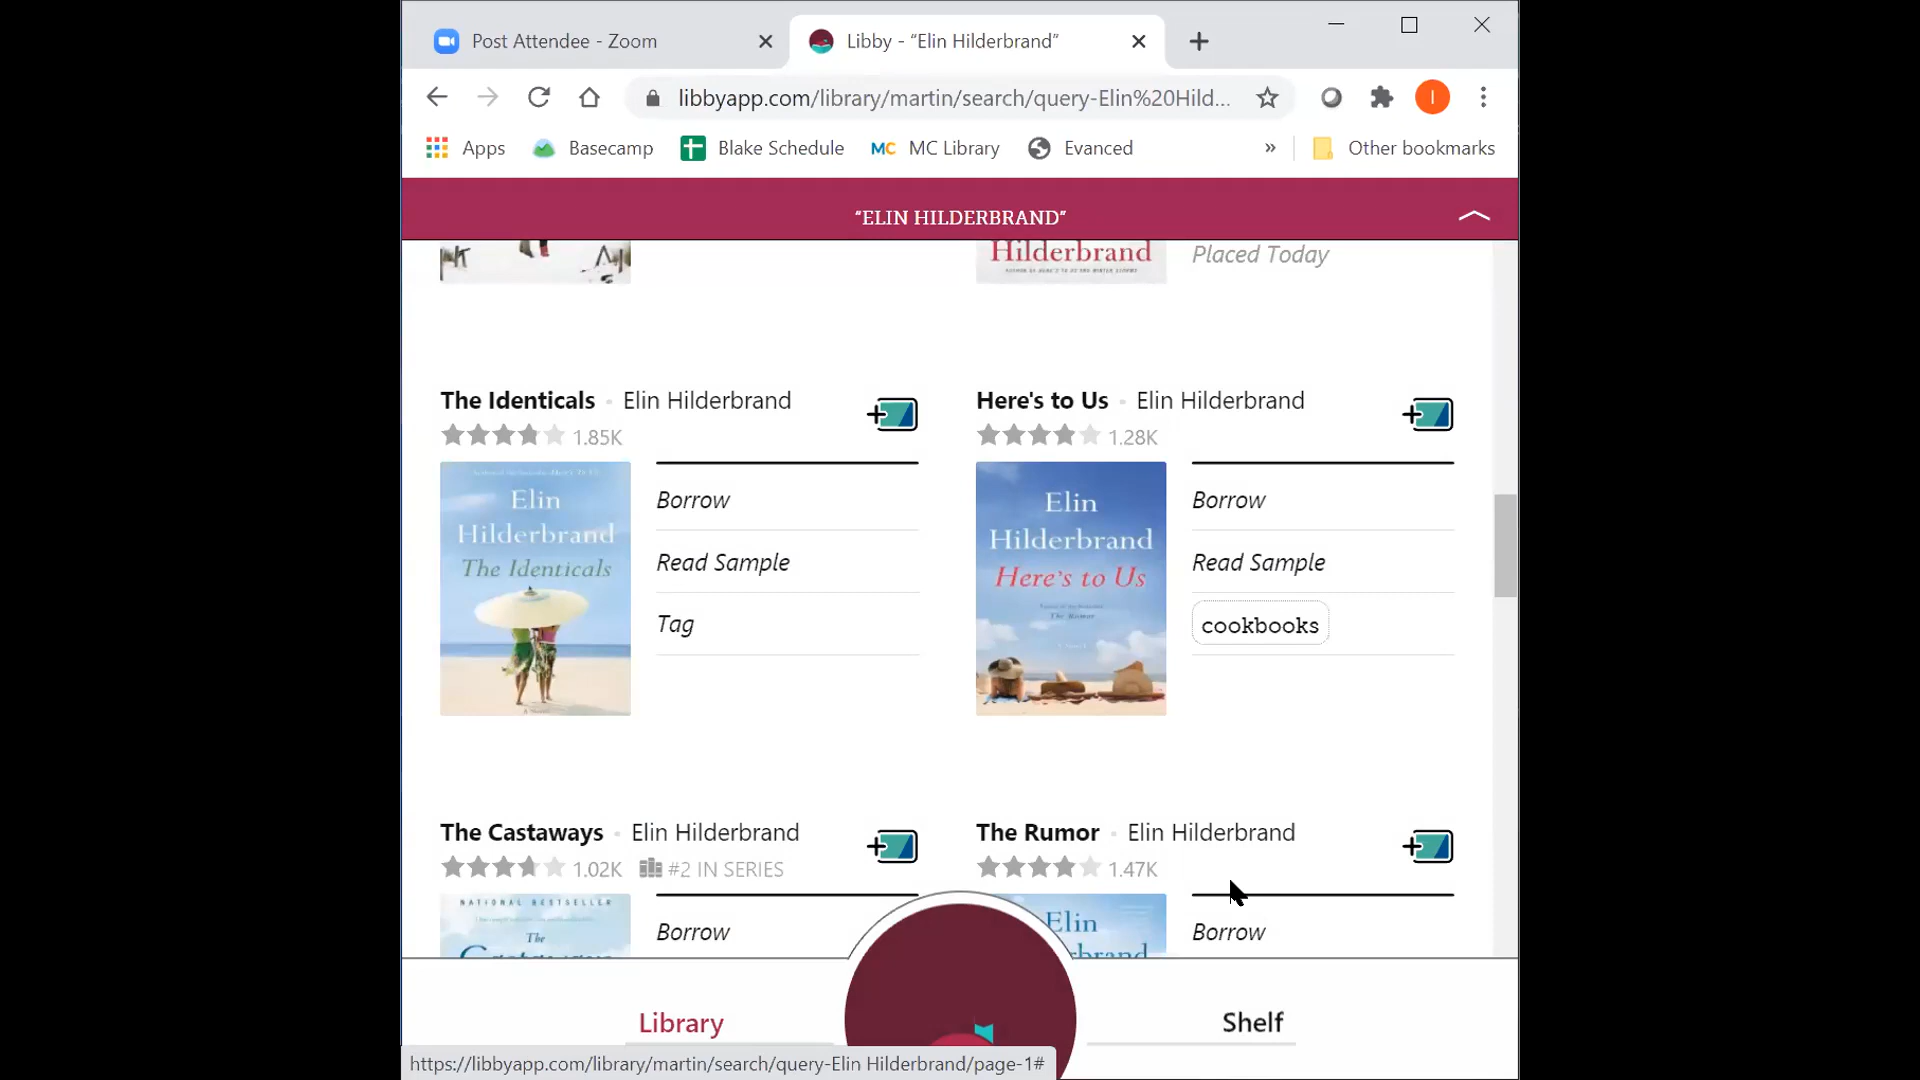 Post Attendee - Zoom
Libby - “Elin Hilderbrand”
libbyapp.com/library/martin/search/query-Elin%20Hild...
I
Apps
Basecamp
Blake Schedule
MC MC Library
Evanced
»
Other bookmarks
“ELIN HILDERBRAND”
Hilderbrand
Placed Today
The Identicals • Elin Hilderbrand
1.85K
Elin
Hilderbrand
The Identicals
Borrow
Read Sample
Tag
Here's to Us • Elin Hilderbrand
1.28K
Elin
Hilderbrand
Here's to Us
The Rumor
Borrow
Read Sample
cookbooks
The Castaways • Elin Hilderbrand
1.02K #2 IN SERIES
NATIONAL BESTSELLER
The
Castaways
Borrow
The Rumor • Elin Hilderbrand
1.47K
Elin
Borrow
Library
Shelf
https://libbyapp.com/library/martin/search/query-Elin Hilderbrand/page-1#